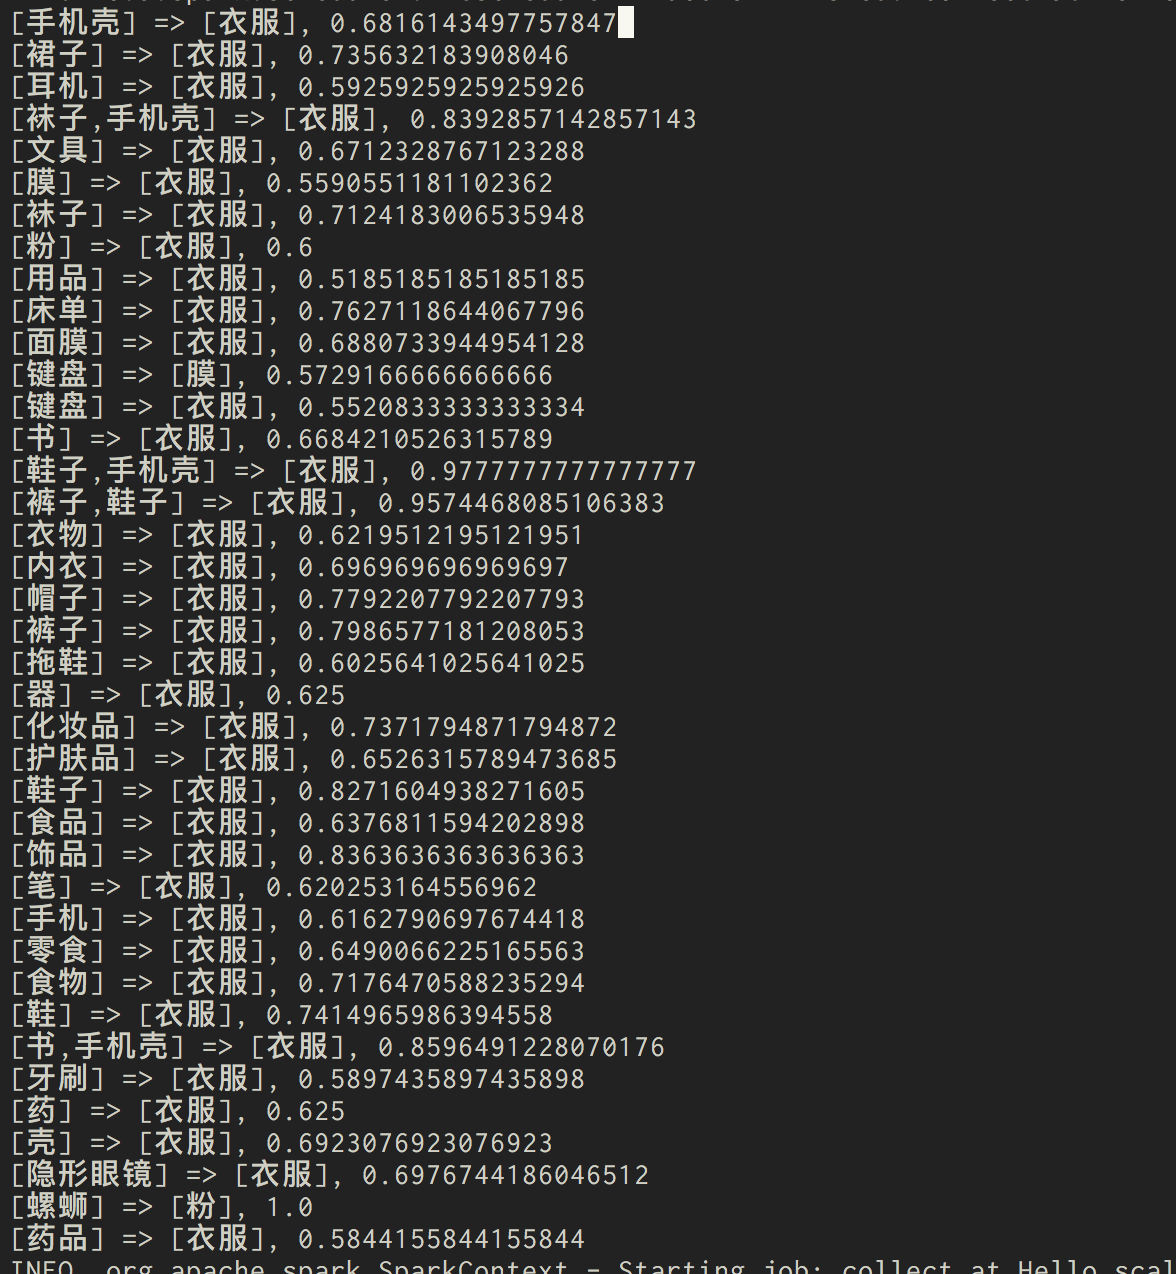 [手机壳] => [衣服], 0.6816143497757847
[裙子] => [衣服], 0.735632183908046
[耳机] => [衣服], 0.5925925925925926
[袜子,手机壳] => [衣服], 0.8392857142857143
[文具] => [衣服], 0.6712328767123288
[膜] => [衣服], 0.5590551181102362
[袜子] => [衣服], 0.7124183006535948
[粉] => [衣服], 0.6
[用品] => [衣服], 0.5185185185185185
[床单] => [衣服], 0.7627118644067796
[面膜] => [衣服], 0.6880733944954128
[键盘] => [膜], 0.5729166666666666
[键盘] => [衣服], 0.5520833333333334
[书] => [衣服], 0.6684210526315789
[鞋子,手机壳] => [衣服], 0.9777777777777777
[裤子,鞋子] => [衣服], 0.9574468085106383
[衣物] => [衣服], 0.6219512195121951
[内衣] => [衣服], 0.696969696969697
[帽子] => [衣服], 0.7792207792207793
[裤子] => [衣服], 0.7986577181208053
[拖鞋] => [衣服], 0.6025641025641025
[器] => [衣服], 0.625
[化妆品] => [衣服], 0.7371794871794872
[护肤品] => [衣服], 0.6526315789473685
[鞋子] => [衣服], 0.8271604938271605
[食品] => [衣服], 0.6376811594202898
[饰品] => [衣服], 0.8363636363636363
[笔] => [衣服], 0.620253164556962
[手机] => [衣服], 0.6162790697674418
[零食] => [衣服], 0.6490066225165563
[食物] => [衣服], 0.7176470588235294
[鞋] => [衣服], 0.7414965986394558
[书,手机壳] => [衣服], 0.8596491228070176
[牙刷] => [衣服], 0.5897435897435898
[药] => [衣服], 0.625
[壳] => [衣服], 0.6923076923076923
[隐形眼镜] => [衣服], 0.6976744186046512
[螺蛳] => [粉], 1.0
[药品] => [衣服], 0.5844155844155844
INFO org.apache.spark.SparkContext - Starting job: collect at Hello.scal